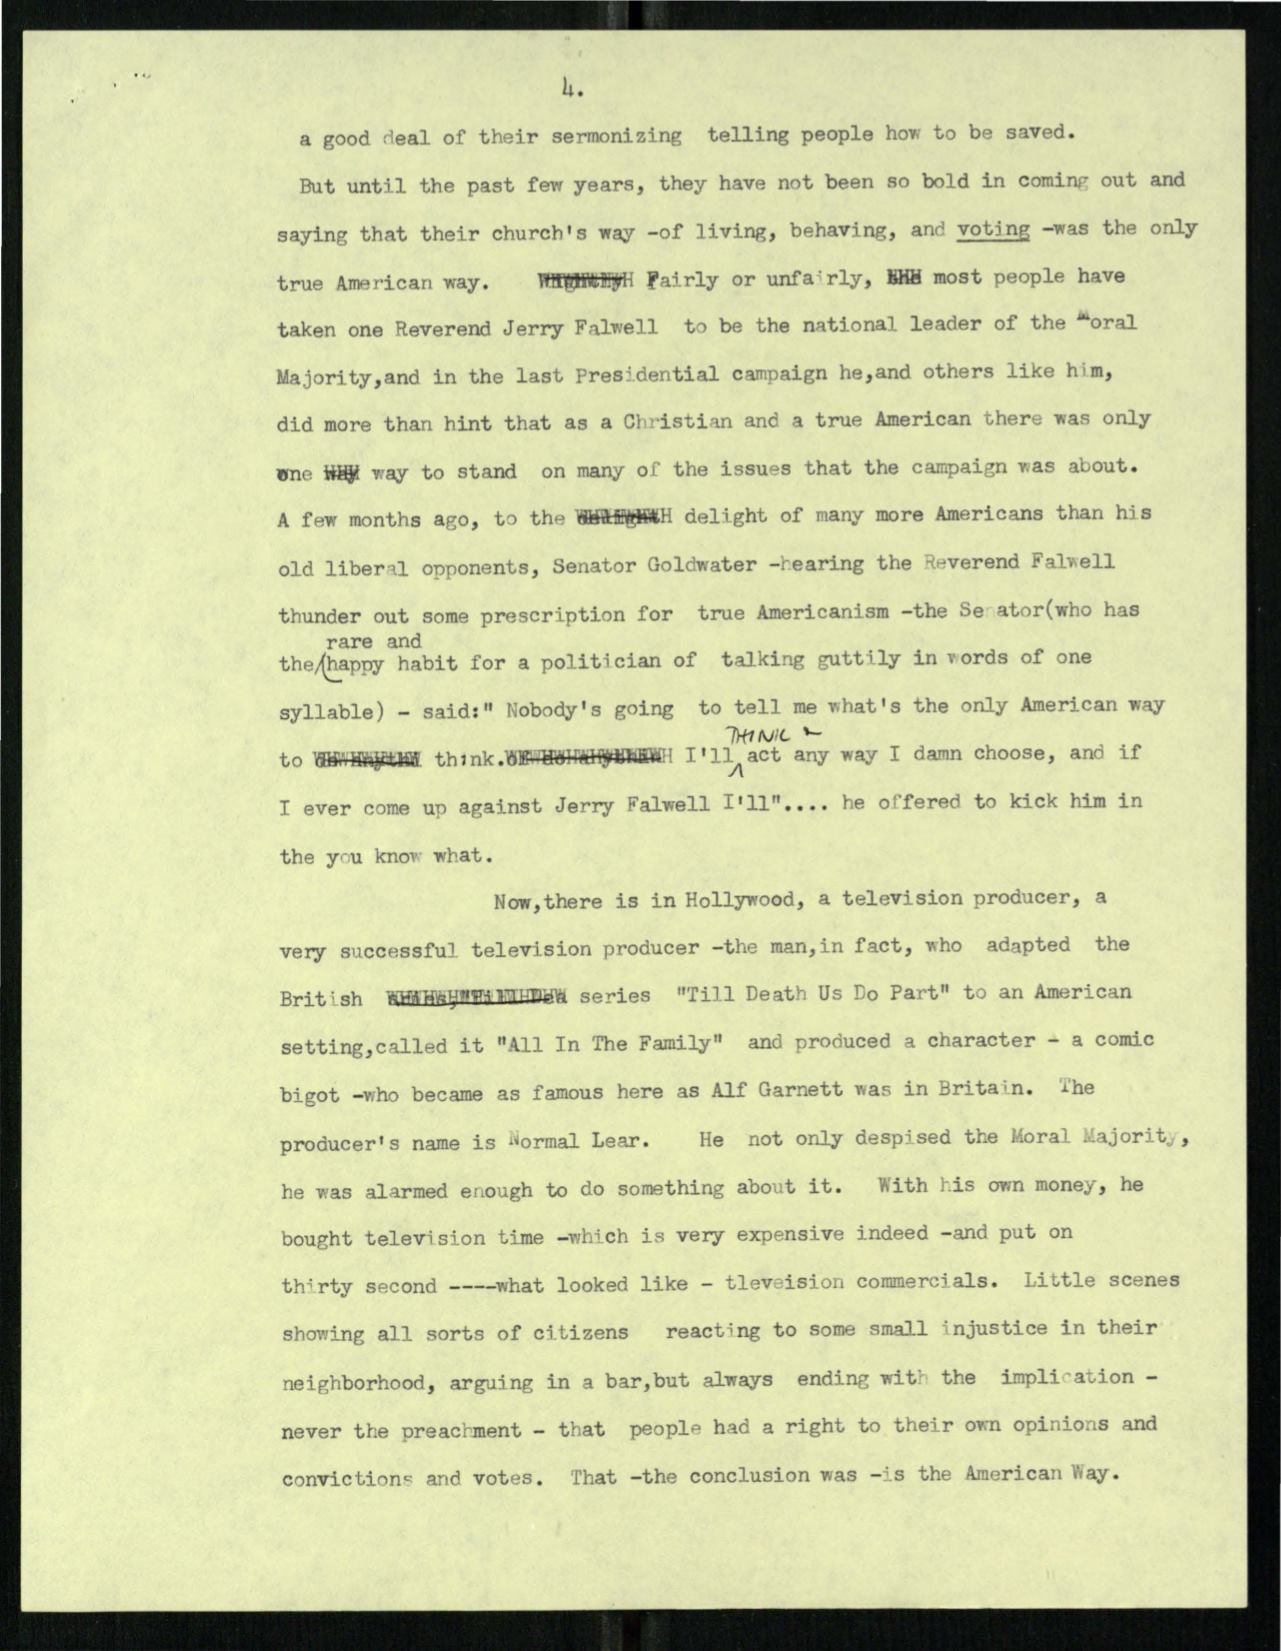 4.
a good deal of their sermonizing telling people how to be saved.
But until the past few years, they have not been so bold in coming out and
saying that their church's way -of living, behaving, and voting -was the only
true American way. Fairly or unfairly, most people have
taken one Reverend Jerry Falwell to be the national leader of the Moral
Majority,and in the last Presidential campaign he,and others like him,
did more than hint that as a Christian and a true American there was only
one way to stand on many of the issues that the campaign was about.
A few months ago, to the delight of many more Americans than his
old liberal opponents, Senator Goldwater -hearing the Reverend Falwell
thunder out some prescription for true Americanism -the Senator(who has
rare and
the/(happy habit for a politician of talking guttily in words of one
syllable) - said:" Nobody's going to tell me what's the only American way
THINK &
to think. I'll act any way I damn choose, and if
I ever come up against Jerry Falwell I'll".... he offered to kick him in
the you know what.
Now,there is in Hollywood, a television producer, a
very successful television producer -the man,in fact, who adapted the
British series "Till Death Us Do Part" to an American
setting,called it "All In The Family" and produced a character - a comic
bigot -who became as famous here as Alf Garnett was in Britain. The
producer's name is Normal Lear. He not only despised the Moral Majority,
he was alarmed enough to do something about it. With his own money, he
bought television time -which is very expensive indeed -and put on
thirty second ----what looked like - tleveision commercials. Little scenes
showing all sorts of citizens reacting to some small injustice in their
neighborhood, arguing in a bar,but always ending with the implication -
never the preachment - that people had a right to their own opinions and
convictions and votes. That -the conclusion was -is the American Way.